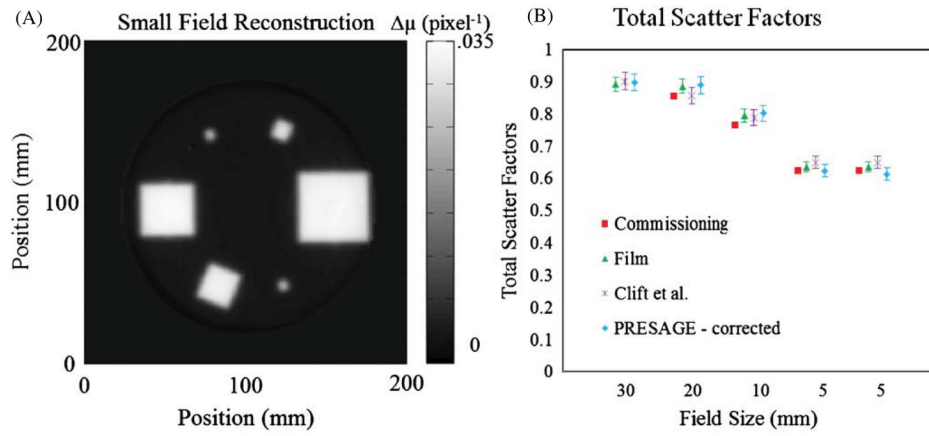 (A)
Small Field Reconstruction
Δμ (pixel-1)
200
.035
Position (mm)
100
0
0
0
100
200
Position (mm)
(B)
Total Scatter Factors
Total Scatter Factors
1
0.9
0.8
0.7
0.6
0.5
0.4
0.3
0.2
0.1
0
Commissioning
Film
Clift et al.
PRESAGE - corrected
30 20 10 5 5
Field Size (mm)